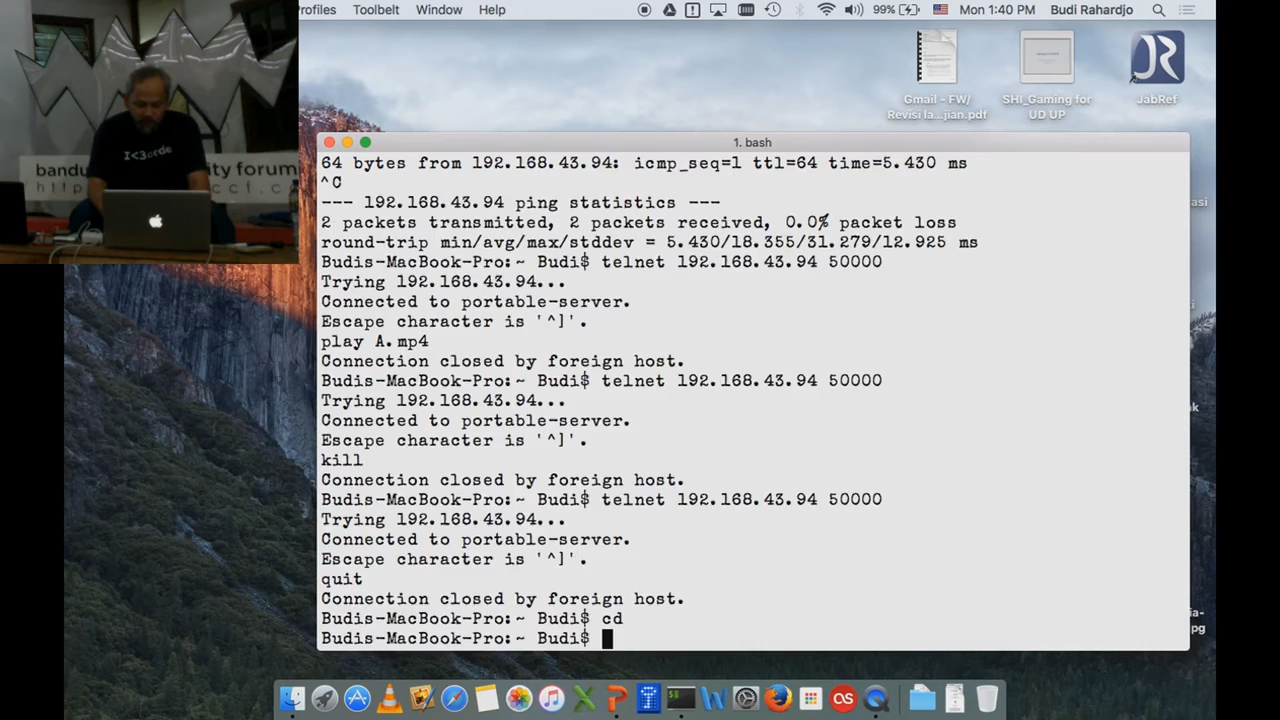 rofiles Toolbelt Window Help 99% Mon 1:40 PM Budi Rahardjo
Gmail - FW/
Revisi la...jian.pdf
SHI_Gaming for
UD UP
JR
JabRef
I<3code
bandu
ity forum
1. bash
64 bytes from 192.168.43.94: icmp_seq=1 ttl=64 time=5.430 ms
^C
--- 192.168.43.94 ping statistics ---
2 packets transmitted, 2 packets received, 0.0% packet loss
round-trip min/avg/max/stddev = 5.430/18.355/31.279/12.925 ms
Budis-MacBook-Pro:~ Budi$ telnet 192.168.43.94 50000
Trying 192.168.43.94...
Connected to portable-server.
Escape character is '^]'.
play A.mp4
Connection closed by foreign host.
Budis-MacBook-Pro:~ Budi$ telnet 192.168.43.94 50000
Trying 192.168.43.94...
Connected to portable-server.
Escape character is '^]'.
kill
Connection closed by foreign host.
Budis-MacBook-Pro:~ Budi$ telnet 192.168.43.94 50000
Trying 192.168.43.94...
Connected to portable-server.
Escape character is '^]'.
quit
Connection closed by foreign host.
Budis-MacBook-Pro:~ Budi$ cd
Budis-MacBook-Pro:~ Budi$